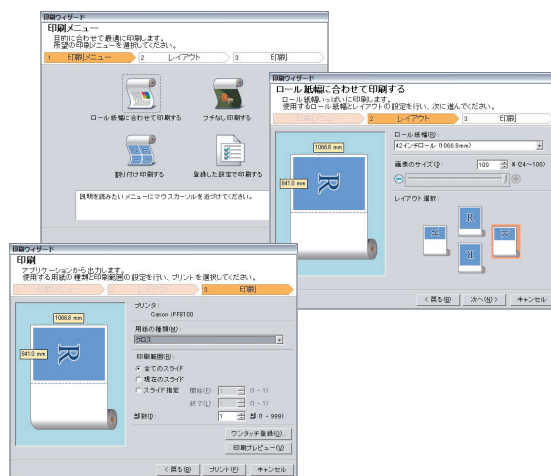 印刷ウィザード
印刷メニュー
目的に合わせて最適に印刷します。
所望の印刷メニューを選択してください。
1 印刷メニュー 2 レイアウト 3 印刷
ロール紙幅に合わせて印刷する フチなし印刷する
割り付け印刷する 登録した設定で印刷する
説明を読みたいメニューにマウスカーソルを近づけてください。
印刷ウィザード
ロール紙幅に合わせて印刷する
ロール紙幅いっぱいに印刷します。
使用するロール紙幅とレイアウトの設定を行い、次に進んでください。
1 印刷メニュー 2 レイアウト 3 印刷
1066.8 mm
841.0 mm
R
ロール紙幅(R):
42インチロール (1066.8mm)
画像のサイズ(I): 100 % (24~100)
レイアウト選択:
R
R R
R
< 戻る(B) 次へ(N) > キャンセル
印刷ウィザード
印刷
アプリケーションから出力します。
使用する用紙の種類と印刷範囲の設定を行い、プリントを選択してください。
1 印刷メニュー 2 レイアウト 3 印刷
1066.8 mm
841.0 mm
R
プリンタ:
Canon iPF8100
用紙の種類(M):
クロス
印刷範囲(R):
全てのスライド
現在のスライド
スライド指定 開始(F): 1 (1 - 1)
終了(L): 1 (1 - 1)
部数(I): 1 部 (1 - 999)
ワンタッチ登録(O)...
印刷プレビュー(V)
< 戻る(B) プリント(P) キャンセル